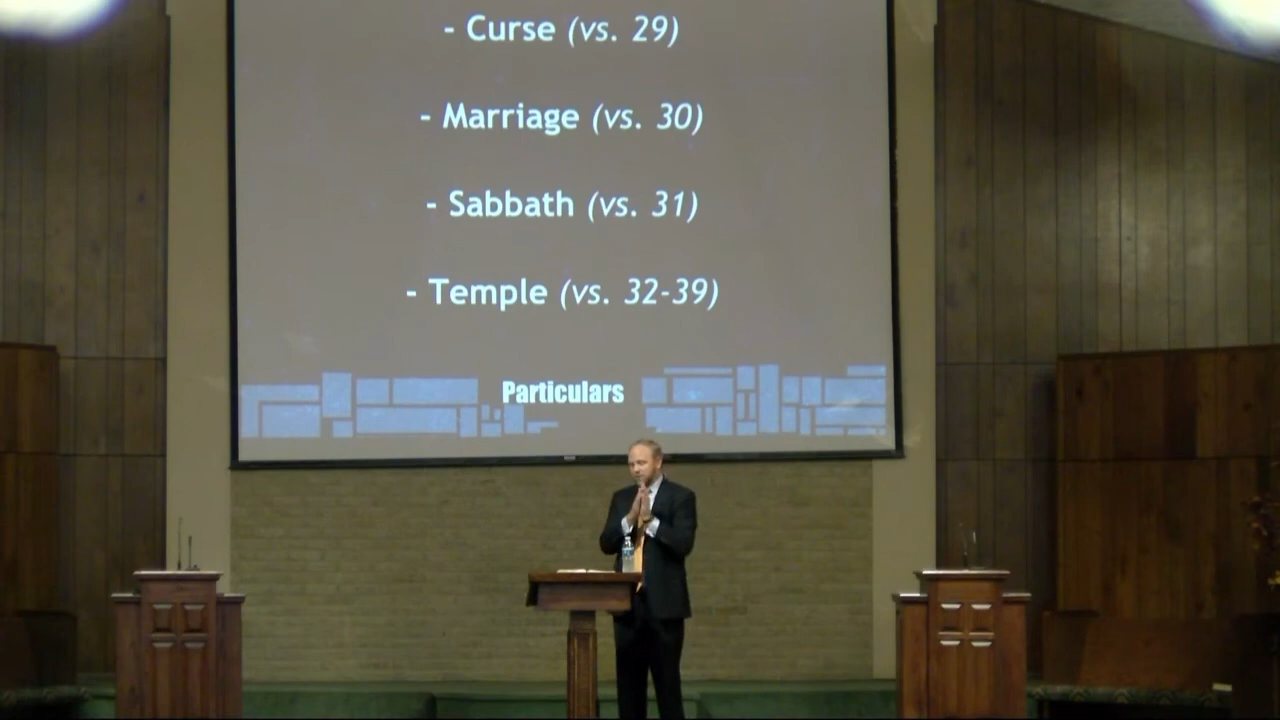 - Curse (vs. 29)
- Marriage (vs. 30)
- Sabbath (vs. 31)
- Temple (vs. 32-39)
Particulars